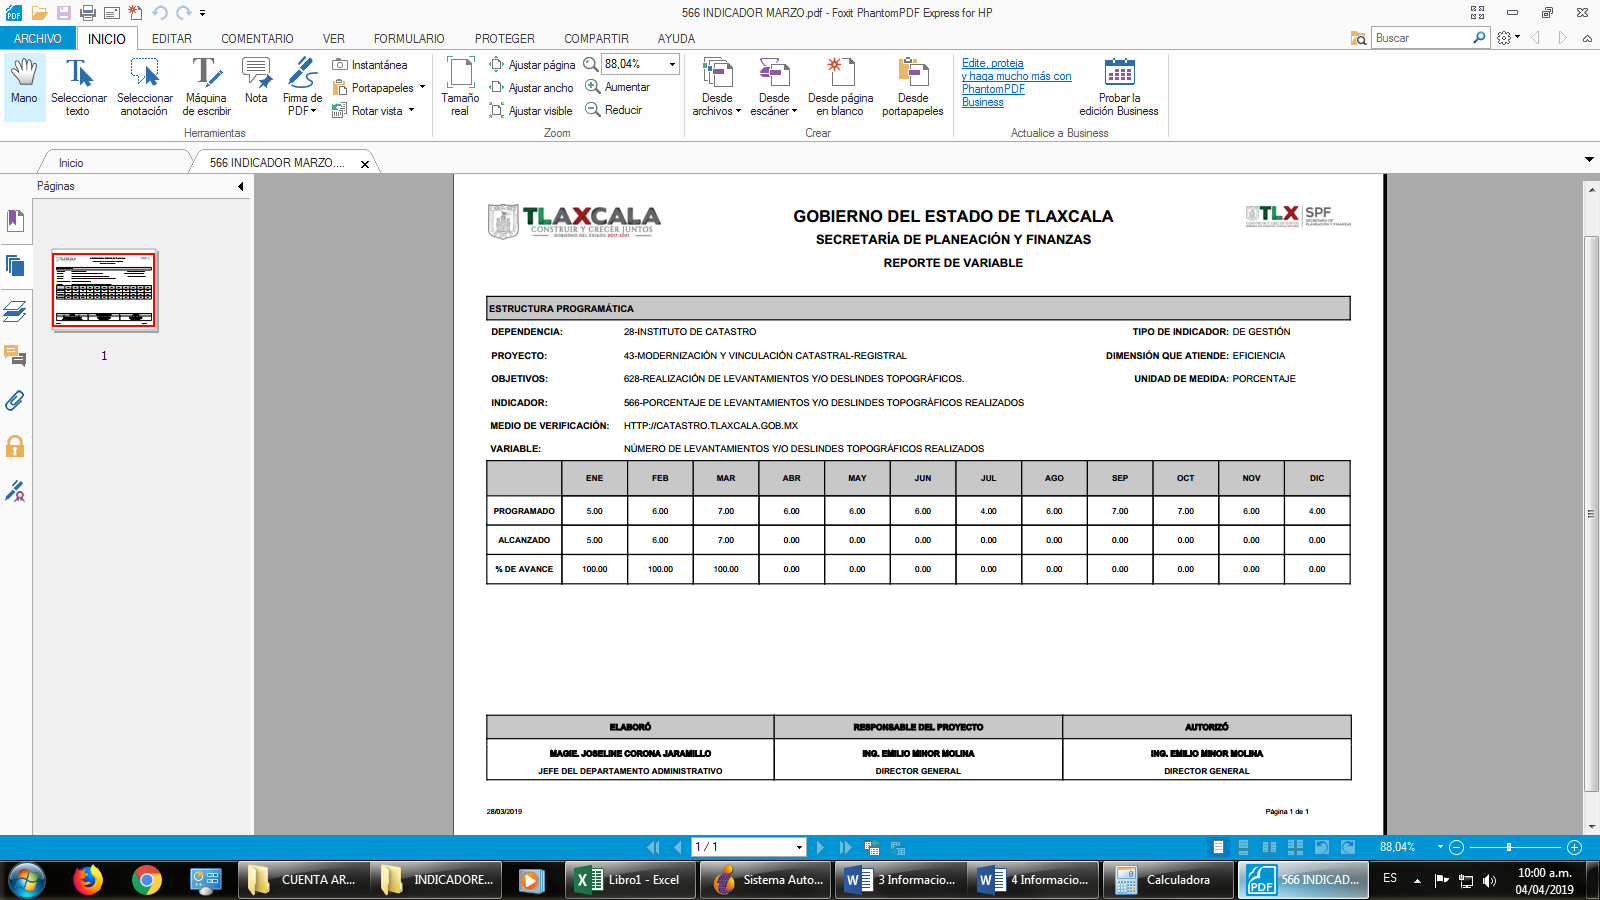 566 INDICADOR MARZO.pdf - Foxit PhantomPDF Express for HP
ARCHIVO INICIO EDITAR COMENTARIO VER FORMULARIO PROTEGER COMPARTIR AYUDA Buscar
Mano
Seleccionar texto
Seleccionar anotación
Máquina de escribir
Nota
Firma de PDF
Instantánea
Portapapeles
Rotar vista
Herramientas
Tamaño real
Ajustar página
Ajustar ancho
Ajustar visible
88,04%
Aumentar
Reducir
Zoom
Desde archivos
Desde escáner
Desde página en blanco
Desde portapapeles
Crear
Edite, proteja
y haga mucho más con
PhantomPDF
Business
Probar la edición Business
Actualice a Business
Inicio 566 INDICADOR MARZO....
Páginas
1
TLAXCALA
CONSTRUIR Y CRECER JUNTOS
GOBIERNO DEL ESTADO 2017-2021
GOBIERNO DEL ESTADO DE TLAXCALA
SECRETARÍA DE PLANEACIÓN Y FINANZAS
REPORTE DE VARIABLE
TLX SPF
ESTRUCTURA PROGRAMÁTICA
DEPENDENCIA: 28-INSTITUTO DE CATASTRO TIPO DE INDICADOR: DE GESTIÓN
PROYECTO: 43-MODERNIZACIÓN Y VINCULACIÓN CATASTRAL-REGISTRAL DIMENSIÓN QUE ATIENDE: EFICIENCIA
OBJETIVOS: 628-REALIZACIÓN DE LEVANTAMIENTOS Y/O DESLINDES TOPOGRÁFICOS. UNIDAD DE MEDIDA: PORCENTAJE
INDICADOR: 566-PORCENTAJE DE LEVANTAMIENTOS Y/O DESLINDES TOPOGRÁFICOS REALIZADOS
MEDIO DE VERIFICACIÓN: HTTP://CATASTRO.TLAXCALA.GOB.MX
VARIABLE: NÚMERO DE LEVANTAMIENTOS Y/O DESLINDES TOPOGRÁFICOS REALIZADOS
ENE FEB MAR ABR MAY JUN JUL AGO SEP OCT NOV DIC
PROGRAMADO 5.00 6.00 7.00 6.00 6.00 6.00 4.00 6.00 7.00 7.00 6.00 4.00
ALCANZADO 5.00 6.00 7.00 0.00 0.00 0.00 0.00 0.00 0.00 0.00 0.00 0.00
% DE AVANCE 100.00 100.00 100.00 0.00 0.00 0.00 0.00 0.00 0.00 0.00 0.00 0.00
ELABORÓ RESPONSABLE DEL PROYECTO AUTORIZÓ
MAGIE. JOSELINE CORONA JARAMILLO ING. EMILIO MINOR MOLINA ING. EMILIO MINOR MOLINA
JEFE DEL DEPARTAMENTO ADMINISTRATIVO DIRECTOR GENERAL DIRECTOR GENERAL
28/03/2019 Página 1 de 1
1 / 1 88,04%
CUENTA AR... INDICADORE... Libro1 - Excel Sistema Auto... 3 Informacio... 4 Informacio... Calculadora 566 INDICAD... ES 10:00 a.m.
04/04/2019